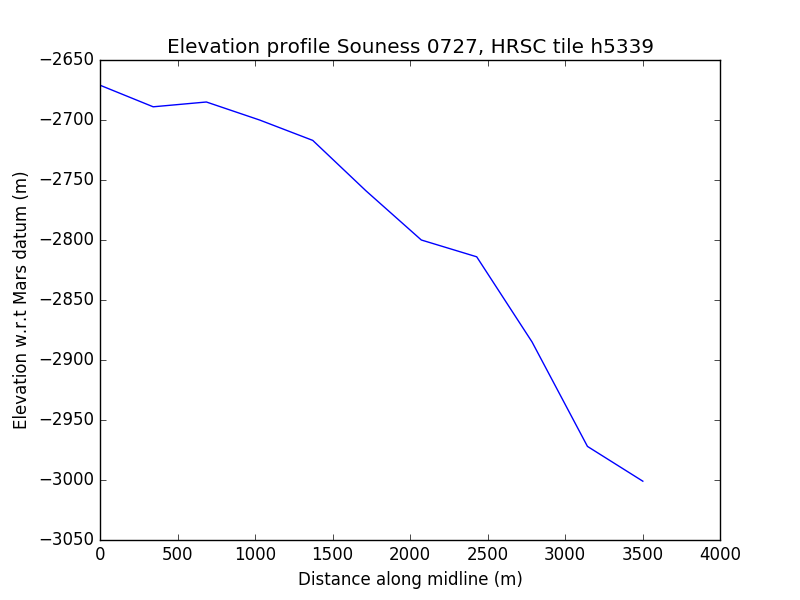 Elevation profile Souness 0727, HRSC tile h5339
Elevation w.r.t Mars datum (m)
−2650
−2700
−2750
−2800
−2850
−2900
−2950
−3000
−3050
0 500 1000 1500 2000 2500 3000 3500 4000
Distance along midline (m)